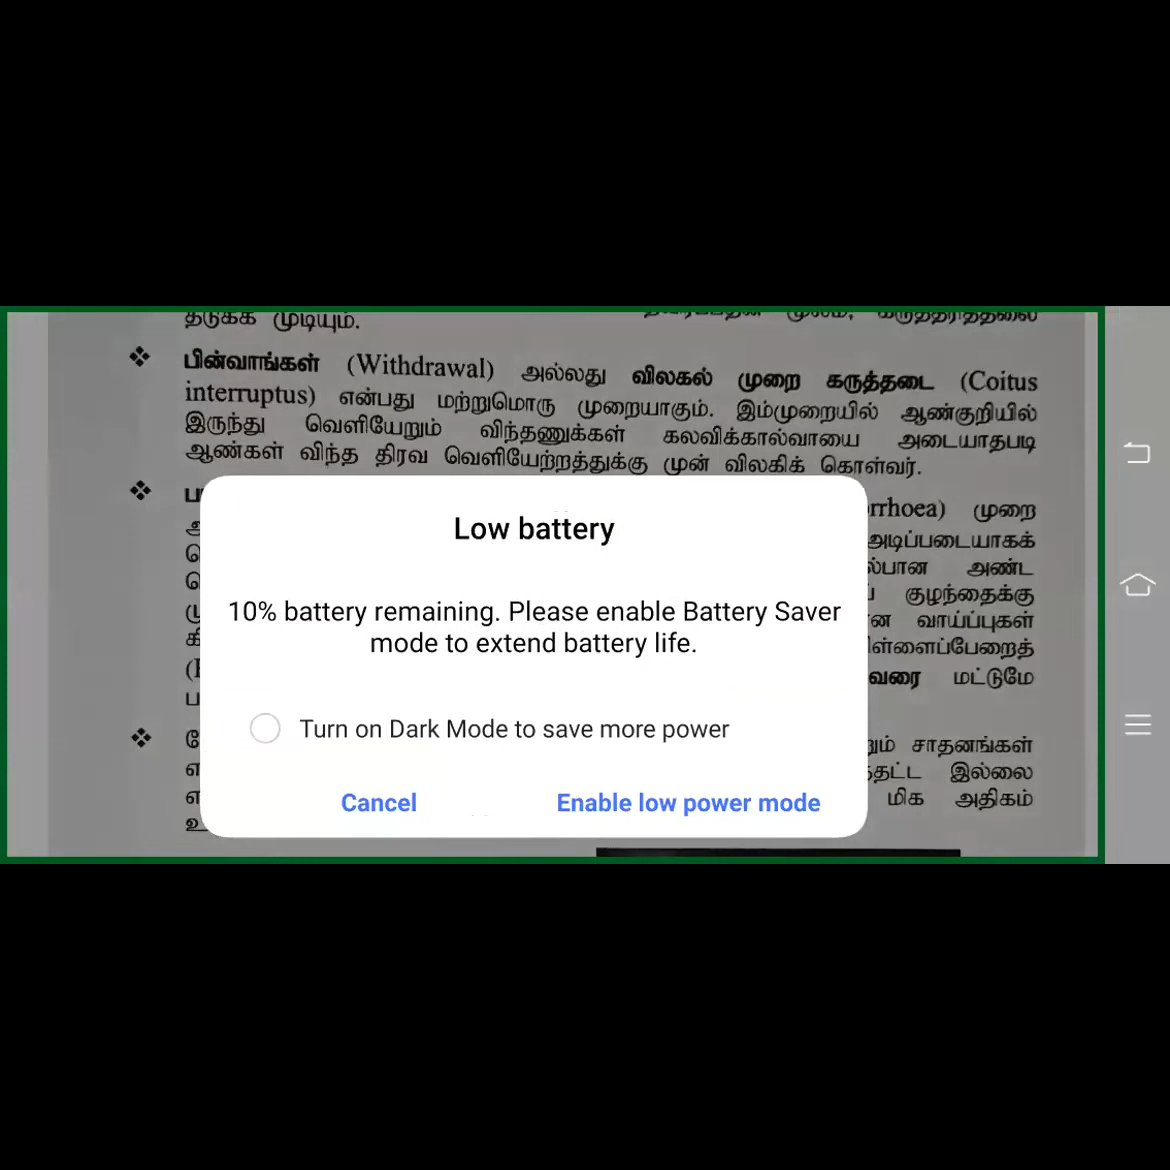 தடுக்க முடியும்.
பின்வாங்கள் (Withdrawal) அல்லது விலகல் முறை கருத்தடை (Coitus
interruptus) என்பது மற்றுமொரு முறையாகும். இம்முறையில் ஆண்குறியில்
இருந்து வெளியேறும் விந்தணுக்கள் கலவிக்கால்வாயை அடையாதபடி
ஆண்கள் விந்த திரவ வெளியேற்றத்துக்கு முன் விலகிக் கொள்வர்.
முறை
அடிப்படையாகக்
அண்ட
குழந்தைக்கு
வாய்ப்புகள்
மட்டுமே
சாதனங்கள்
இல்லை
மிக அதிகம்
Low battery
10% battery remaining. Please enable Battery Saver
mode to extend battery life.
Turn on Dark Mode to save more power
Cancel Enable low power mode